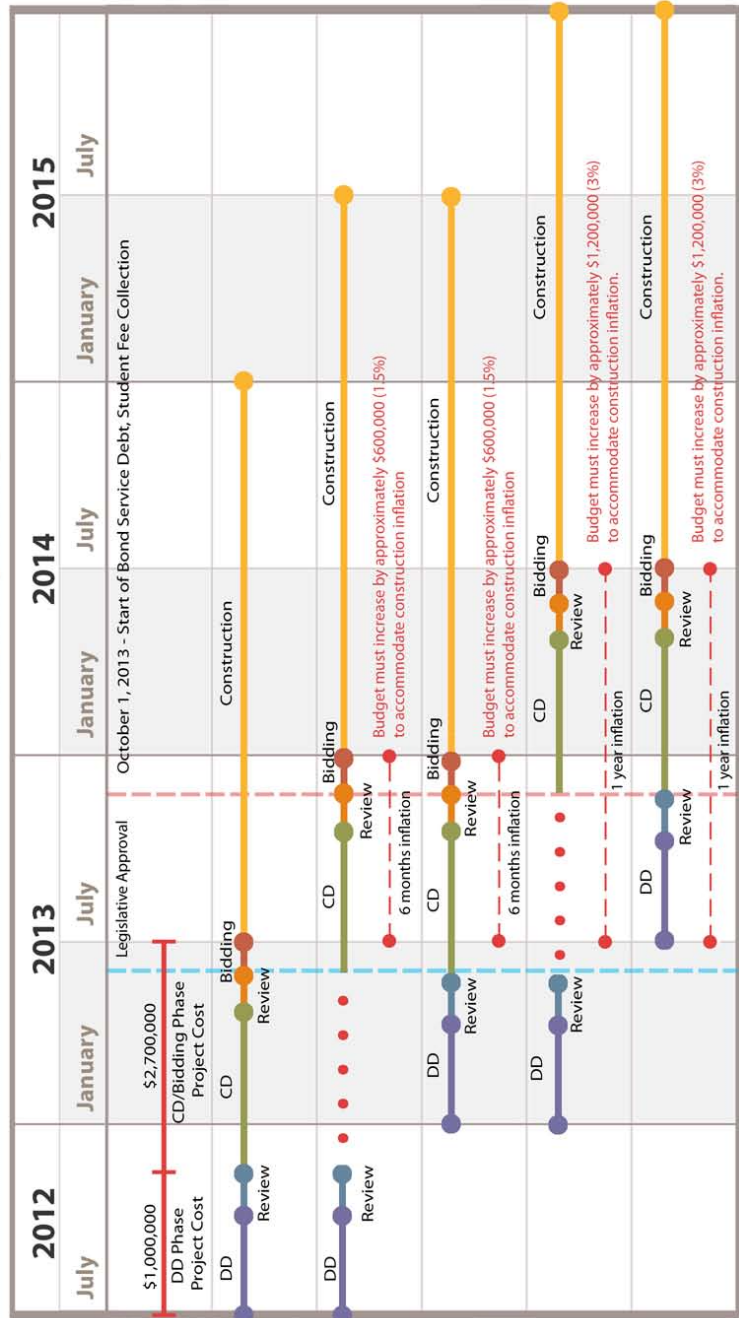 2012
2013
2014
2015
July
January
July
January
July
January
July
$1,000,000
DD Phase
Project Cost
$2,700,000
CD/Bidding Phase
Project Cost
Legislative Approval
October 1, 2013 - Start of Bond Service Debt, Student Fee Collection
DD
Review
CD
Review
Bidding
Construction
DD
Review
CD
Review
Bidding
Construction
6 months inflation
Budget must increase by approximately $600,000 (1.5%)
to accommodate construction inflation
DD
Review
CD
Review
Bidding
Construction
6 months inflation
Budget must increase by approximately $600,000 (1.5%)
to accommodate construction inflation
DD
Review
CD
Review
Bidding
Construction
1 year inflation
Budget must increase by approximately $1,200,000 (3%)
to accommodate construction inflation.
DD
Review
CD
Review
Bidding
Construction
1 year inflation
Budget must increase by approximately $1,200,000 (3%)
to accommodate construction inflation.